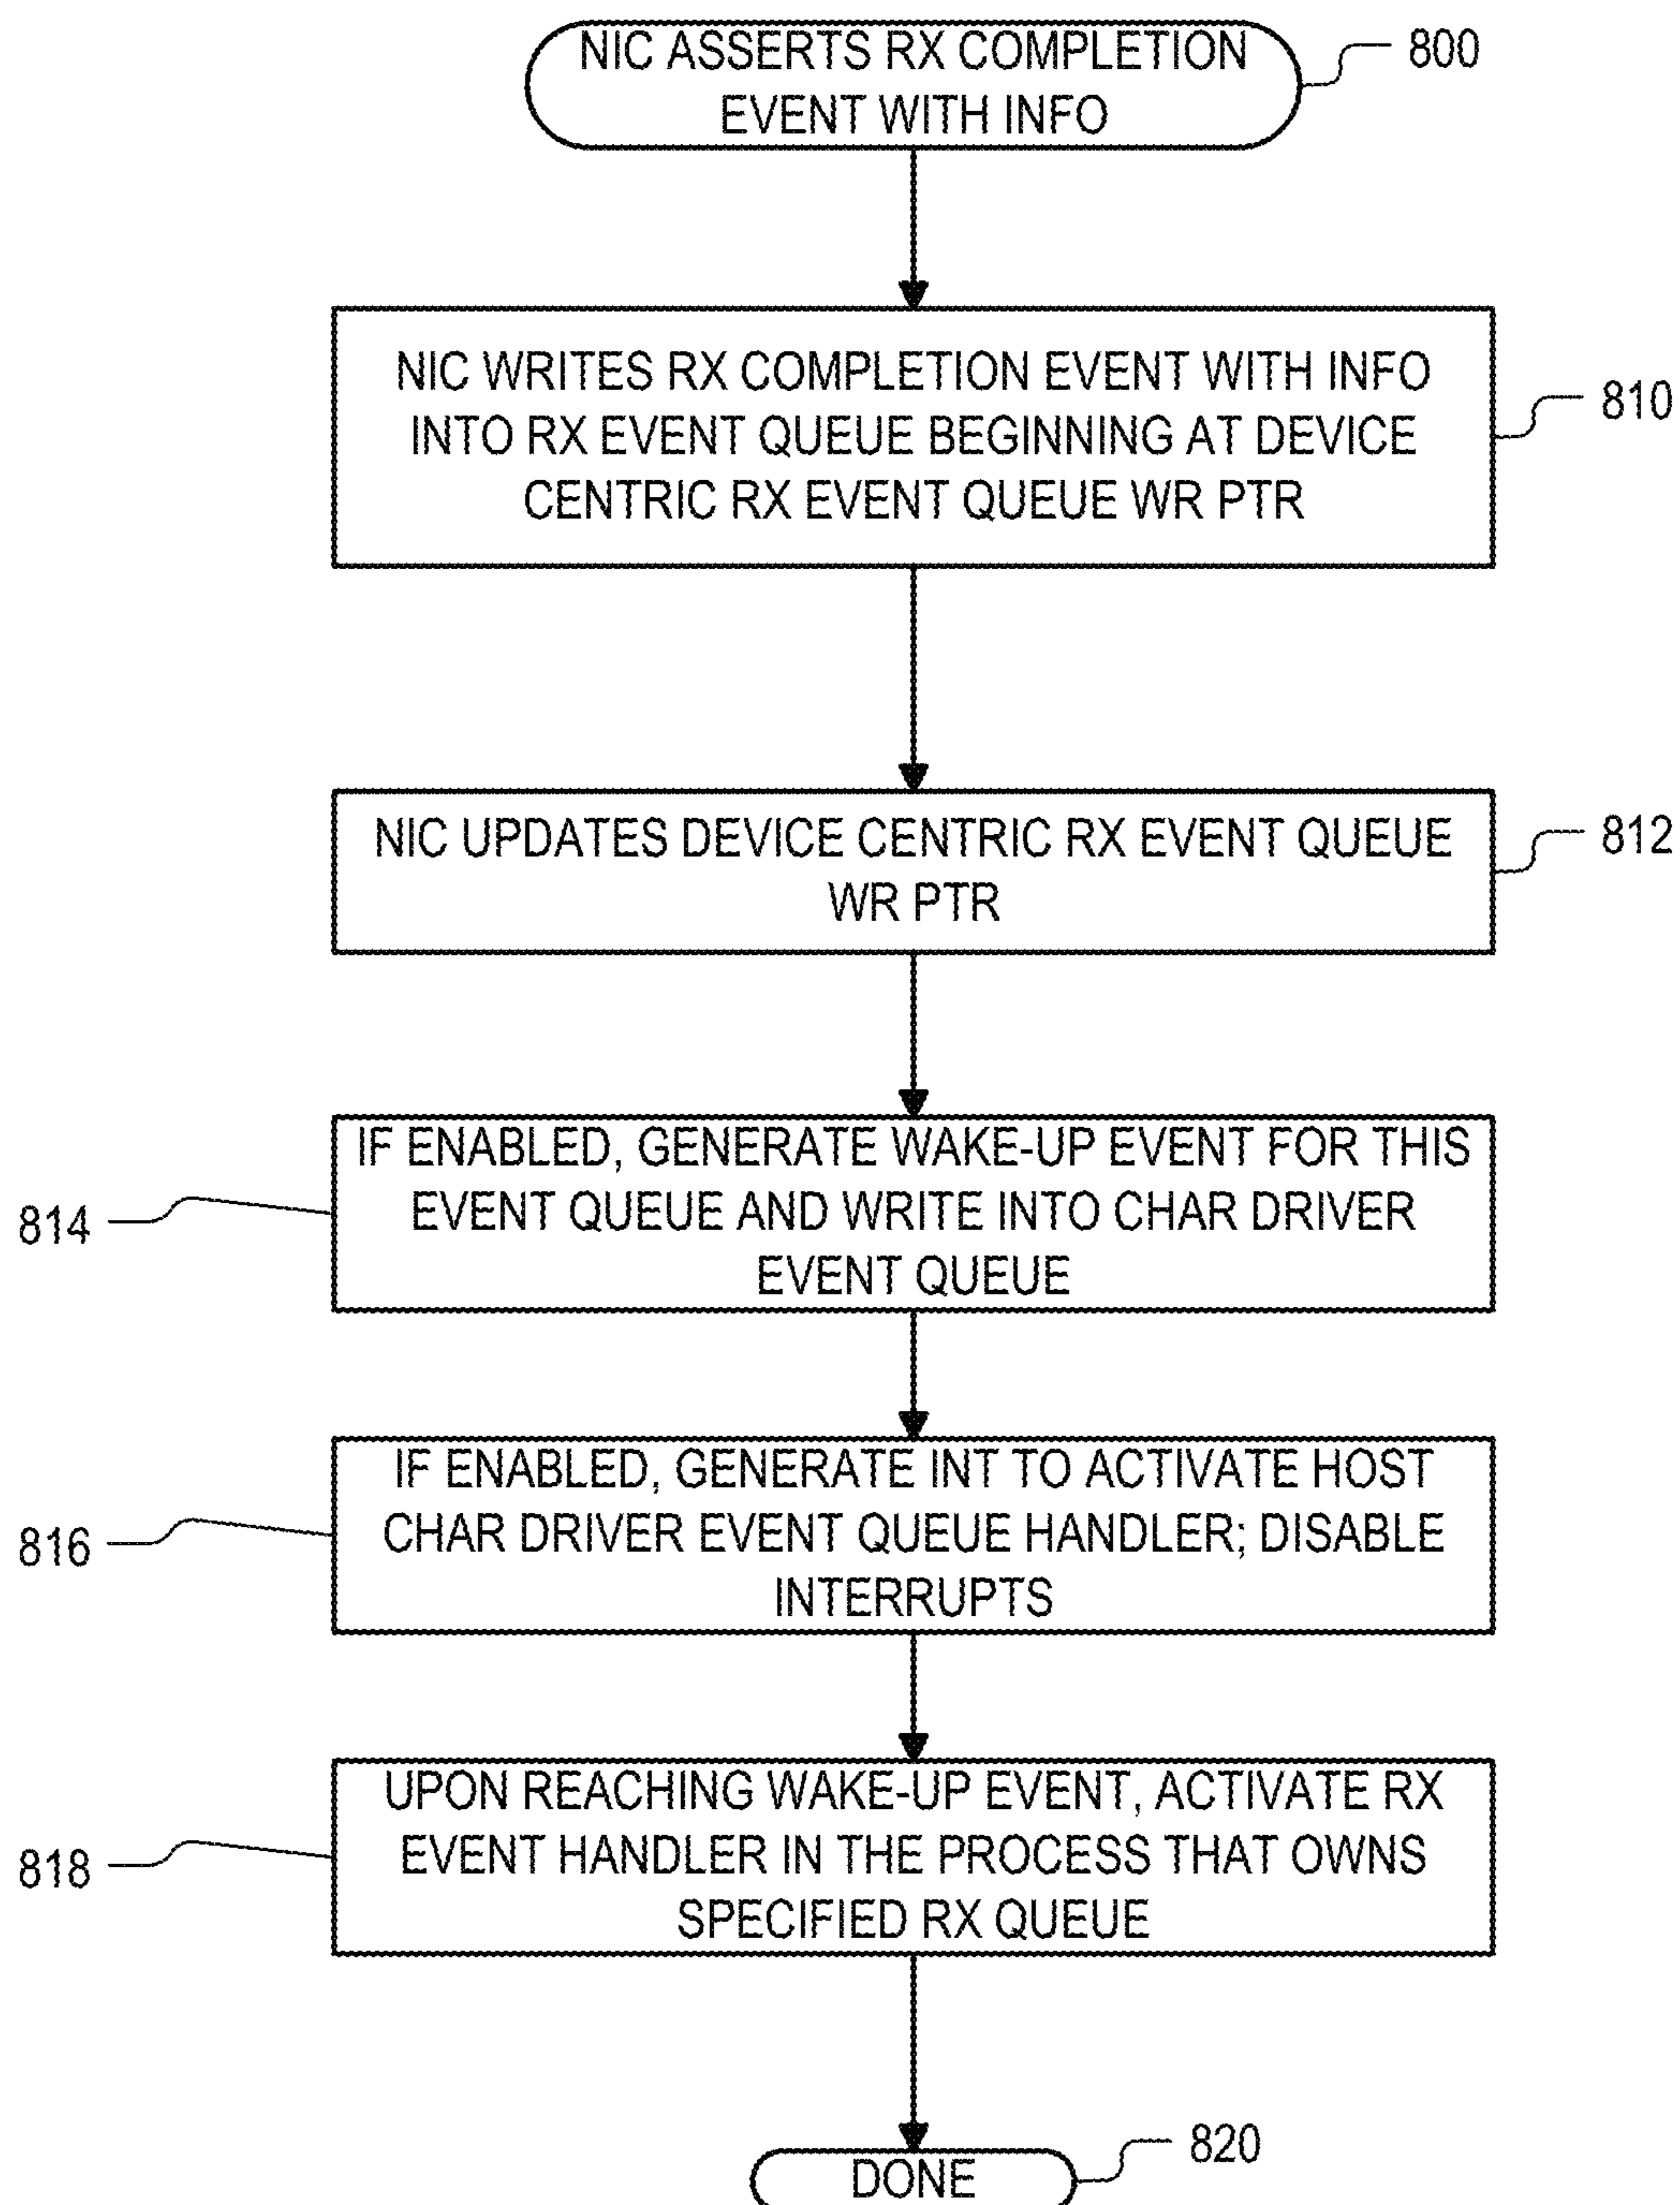 NIC ASSERTS RX COMPLETION
EVENT WITH INFO
800
NIC WRITES RX COMPLETION EVENT WITH INFO
INTO RX EVENT QUEUE BEGINNING AT DEVICE
CENTRIC RX EVENT QUEUE WR PTR
810
NIC UPDATES DEVICE CENTRIC RX EVENT QUEUE
WR PTR
812
IF ENABLED, GENERATE WAKE-UP EVENT FOR THIS
EVENT QUEUE AND WRITE INTO CHAR DRIVER
EVENT QUEUE
814
IF ENABLED, GENERATE INT TO ACTIVATE HOST
CHAR DRIVER EVENT QUEUE HANDLER; DISABLE
INTERRUPTS
816
UPON REACHING WAKE-UP EVENT, ACTIVATE RX
EVENT HANDLER IN THE PROCESS THAT OWNS
SPECIFIED RX QUEUE
818
DONE
820